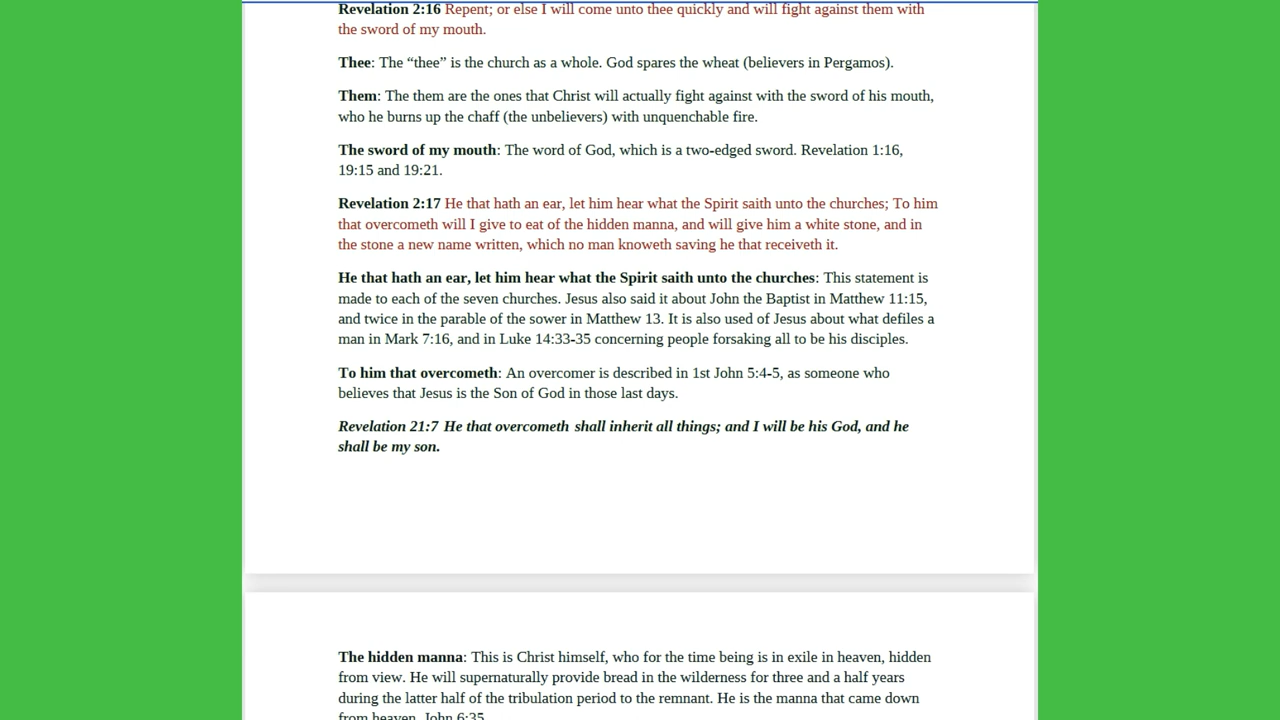 Revelation 2:16 Repent; or else I will come unto thee quickly and will fight against them with
the sword of my mouth.
Thee: The “thee” is the church as a whole. God spares the wheat (believers in Pergamos).
Them: The them are the ones that Christ will actually fight against with the sword of his mouth,
who he burns up the chaff (the unbelievers) with unquenchable fire.
The sword of my mouth: The word of God, which is a two-edged sword. Revelation 1:16,
19:15 and 19:21.
Revelation 2:17 He that hath an ear, let him hear what the Spirit saith unto the churches; To him
that overcometh will I give to eat of the hidden manna, and will give him a white stone, and in
the stone a new name written, which no man knoweth saving he that receiveth it.
He that hath an ear, let him hear what the Spirit saith unto the churches: This statement is
made to each of the seven churches. Jesus also said it about John the Baptist in Matthew 11:15,
and twice in the parable of the sower in Matthew 13. It is also used of Jesus about what defiles a
man in Mark 7:16, and in Luke 14:33-35 concerning people forsaking all to be his disciples.
To him that overcometh: An overcomer is described in 1st John 5:4-5, as someone who
believes that Jesus is the Son of God in those last days.
Revelation 21:7 He that overcometh shall inherit all things; and I will be his God, and he
shall be my son.
The hidden manna: This is Christ himself, who for the time being is in exile in heaven, hidden
from view. He will supernaturally provide bread in the wilderness for three and a half years
during the latter half of the tribulation period to the remnant. He is the manna that came down
from heaven. John 6:35